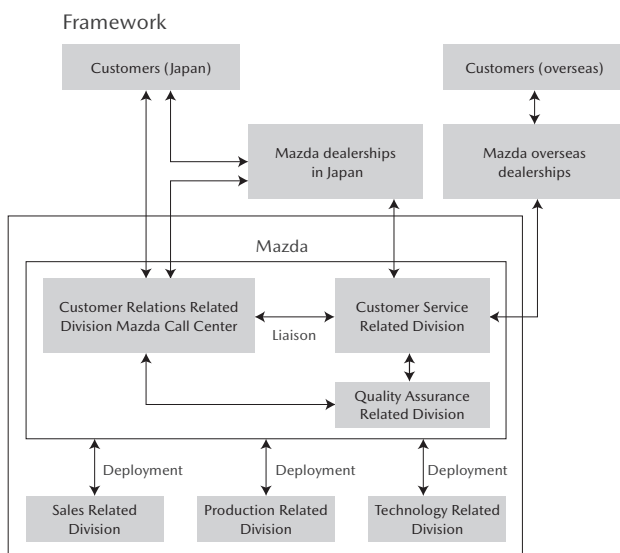 Framework
Customers (Japan)
Customers (overseas)
Mazda dealerships
in Japan
Mazda overseas
dealerships
Mazda
Customer Relations Related
Division Mazda Call Center
Liaison
Customer Service
Related Division
Quality Assurance
Related Division
Deployment
Deployment
Deployment
Sales Related
Division
Production Related
Division
Technology Related
Division